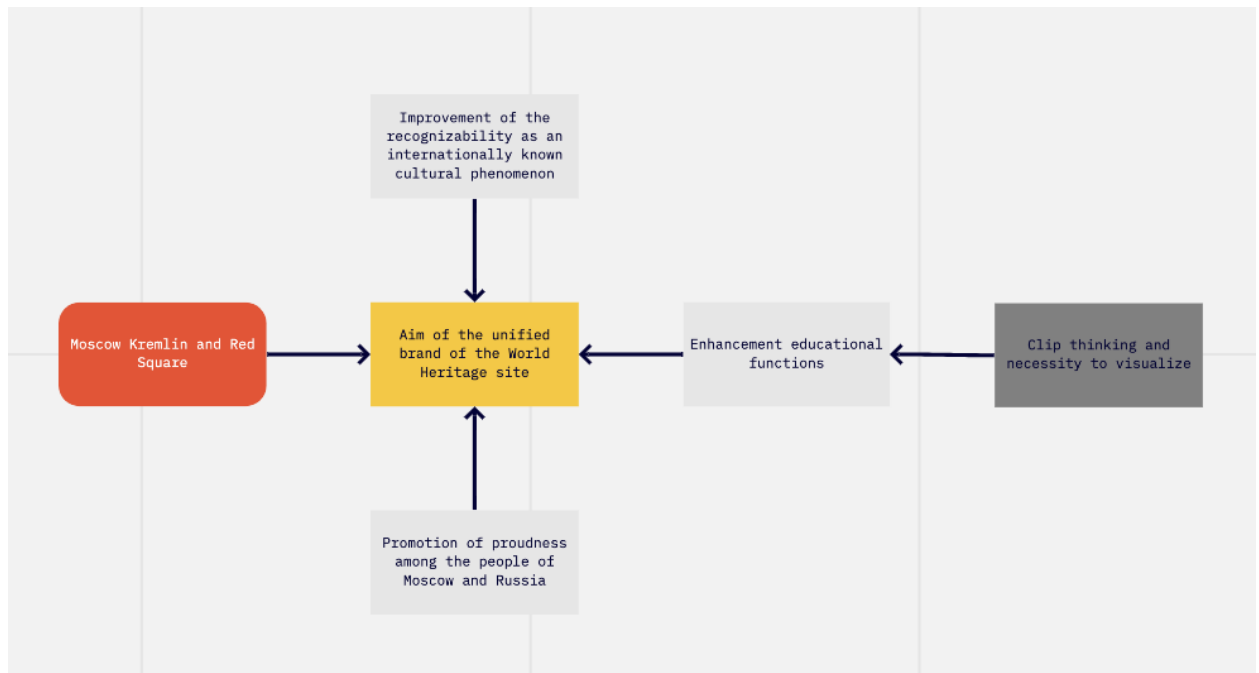 Improvement of the
recognizability as an
internationally known
cultural phenomenon
Moscow Kremlin and Red
Square
Aim of the unified
brand of the World
Heritage site
Enhancement educational
functions
Clip thinking and
necessity to visualize
Promotion of proudness
among the people of
Moscow and Russia